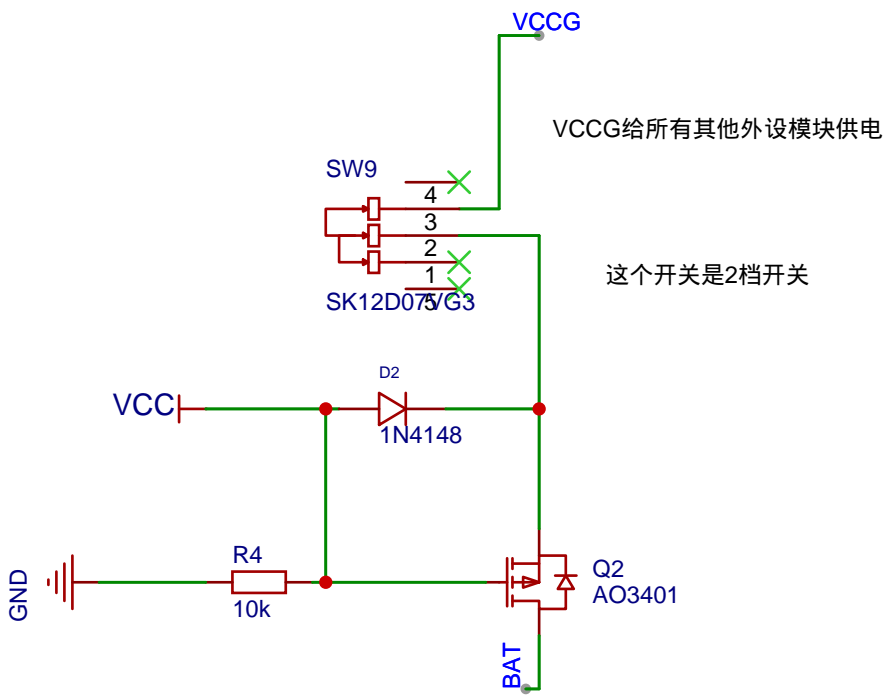 VCCG
VCCG给所有其他外设模块供电
SW9
4
3
2
1
5
SK12D07VG3
这个开关是2档开关
D2
VCC
1N4148
R4
10k
GND
Q2
AO3401
BAT